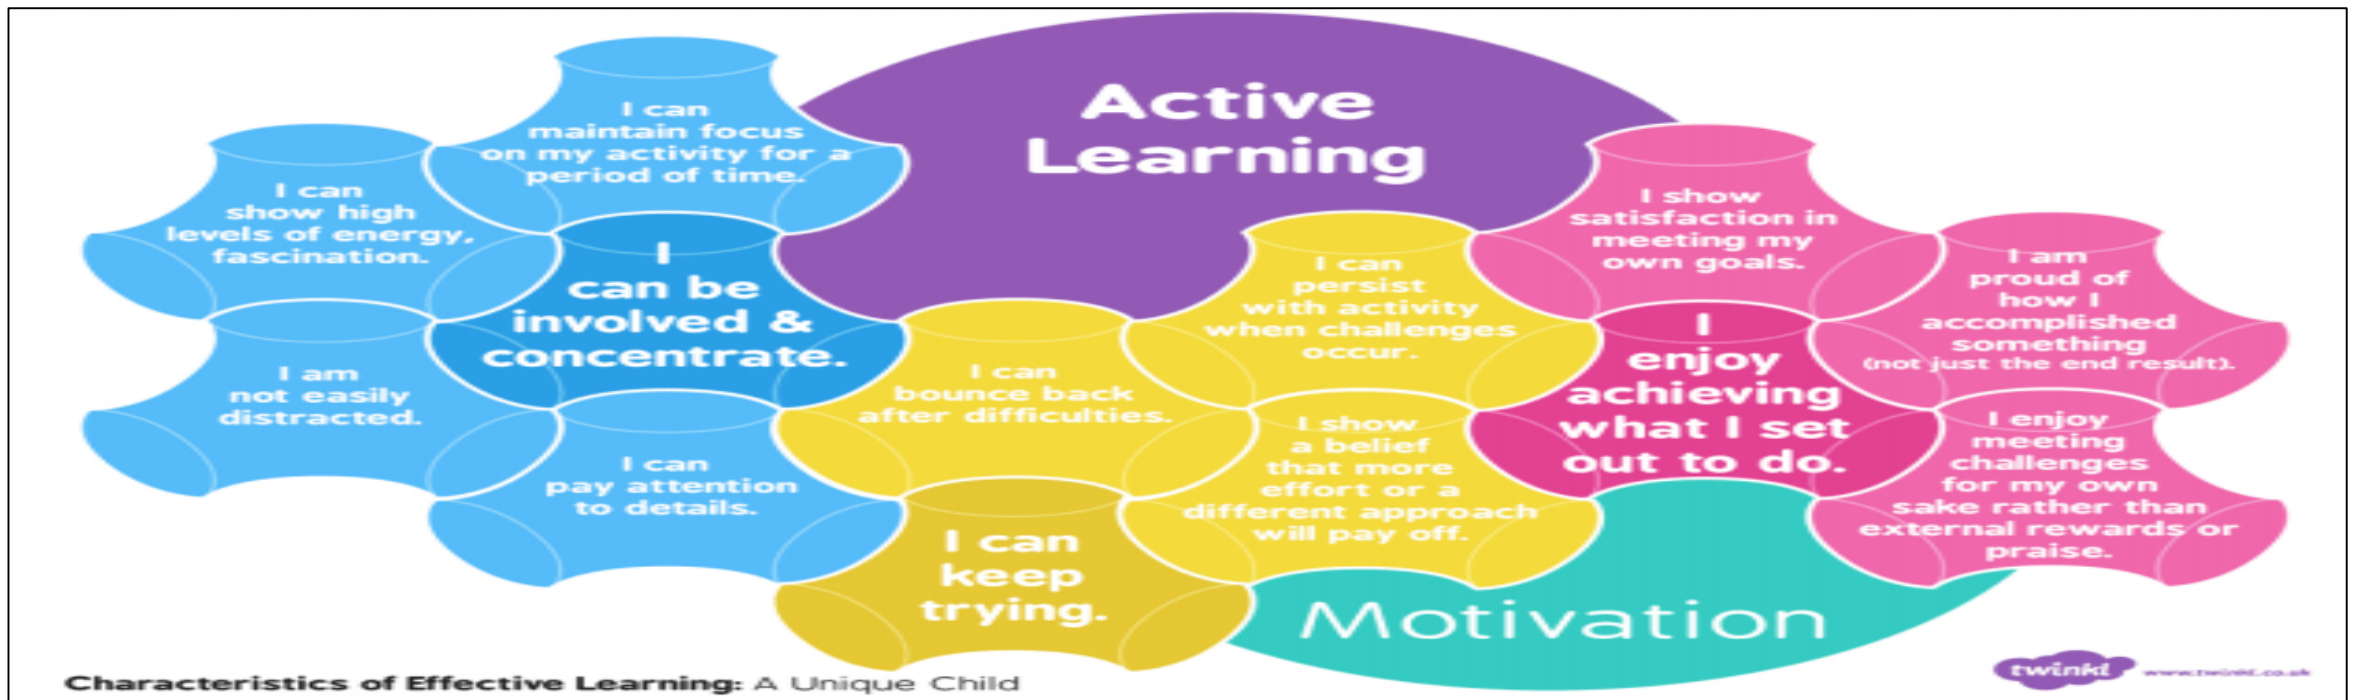 Active
Learning
I can
maintain focus
on my activity for a
period of time.
I can
show high
levels of energy,
fascination.
I
can be
involved &
concentrate.
I am
not easily
distracted.
I can
pay attention
to details.
I can
bounce back
after difficulties.
I can
persist
with activity
when challenges
occur.
I show
a belief
that more
effort or a
different approach
will pay off.
I can
keep
trying.
I show
satisfaction in
meeting my
own goals.
I am
proud of
how I
accomplished
something
(not just the end result).
I
enjoy
achieving
what I set
out to do.
I enjoy
meeting
challenges
for my own
sake rather than
external rewards or
praise.
Motivation
Characteristics of Effective Learning: A Unique Child
twinkl www.twinkl.co.uk